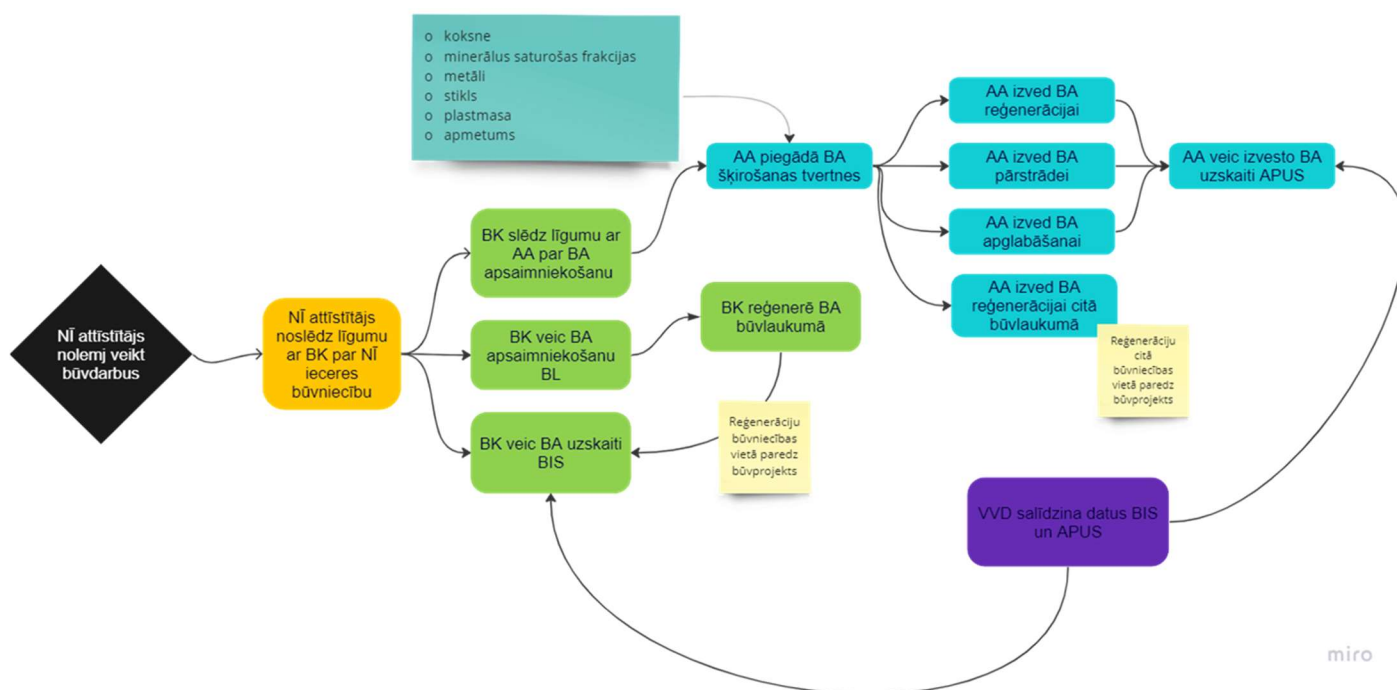 o koksne
o minerālus saturošas frakcijas
o metāli
o stikls
o plastmasa
o apmetums
NĪ attīstītājs
nolemj veikt
būvdarbus
NĪ attīstītājs
noslēdz līgumu
ar BK par NĪ
ieceres
būvniecību
BK slēdz līgumu ar
AA par BA
apsaimniekošanu
BK veic BA
apsaimniekošanu
BL
BK veic BA uzskaiti
BIS
BK reģenerē BA
būvlaukumā
Reģenerāciju
būvniecības
vietā paredz
būvprojekts
AA piegādā BA
šķirošanas tvertnes
AA izved BA
reģenerācijai
AA izved BA
pārstrādei
AA izved BA
apglabāšanai
AA izved BA
reģenerācijai citā
būvlaukumā
Reģenerāciju
citā
būvniecības
vietā paredz
būvprojekts
AA veic izvesto BA
uzskaiti APUS
VVD salīdzina datus BIS
un APUS
miro